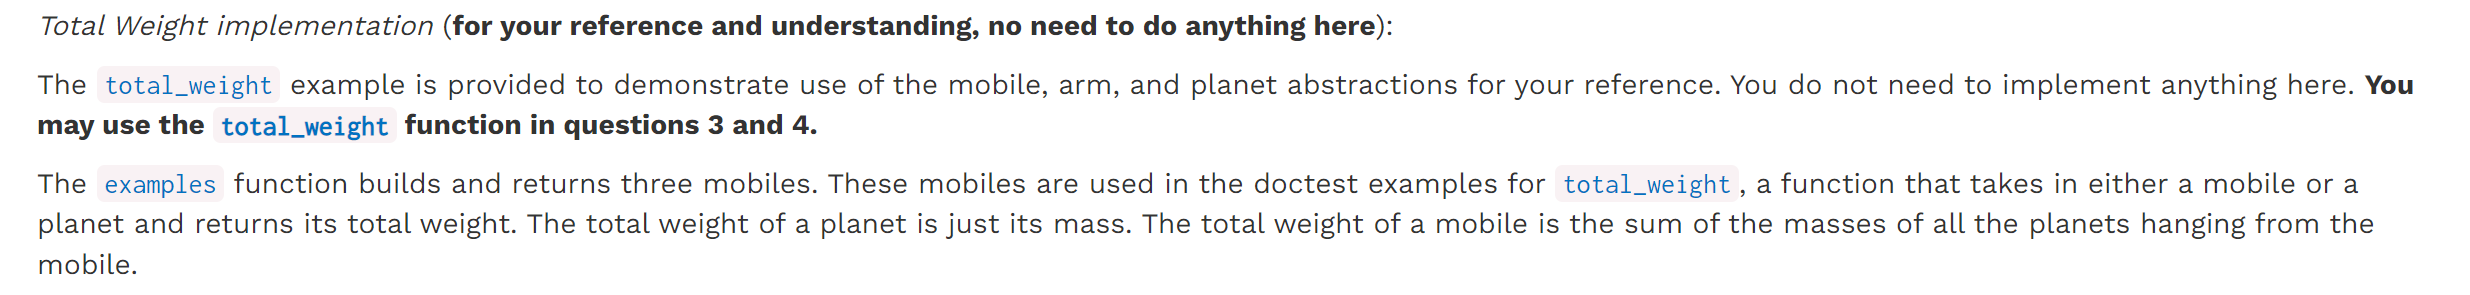 Total Weight implementation (for your reference and understanding, no need to do anything here):
The total_weight example is provided to demonstrate use of the mobile, arm, and planet abstractions for your reference. You do not need to implement anything here. You
may use the total_weight function in questions 3 and 4.
The examples function builds and returns three mobiles. These mobiles are used in the doctest examples for total_weight, a function that takes in either a mobile or a
planet and returns its total weight. The total weight of a planet is just its mass. The total weight of a mobile is the sum of the masses of all the planets hanging from the
mobile.